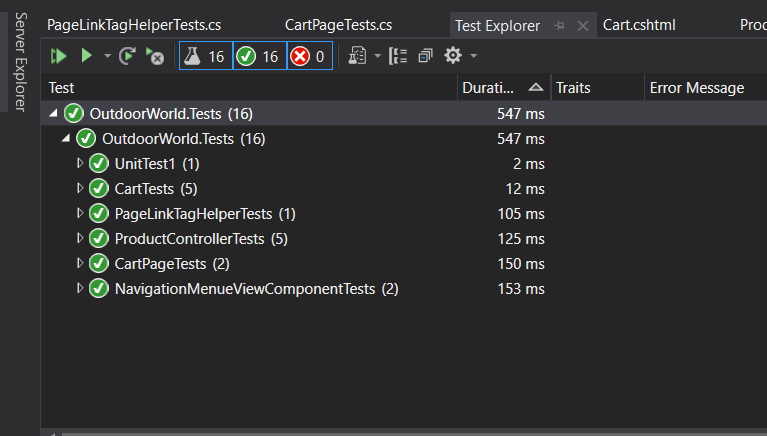 Server Explorer
PageLinkTagHelperTests.cs CartPageTests.cs Test Explorer Cart.cshtml
16 16 0
Test Durati... Traits Error Message
OutdoorWorld.Tests (16) 547 ms
OutdoorWorld.Tests (16) 547 ms
UnitTest1 (1) 2 ms
CartTests (5) 12 ms
PageLinkTagHelperTests (1) 105 ms
ProductControllerTests (5) 125 ms
CartPageTests (2) 150 ms
NavigationMenueViewComponentTests (2) 153 ms